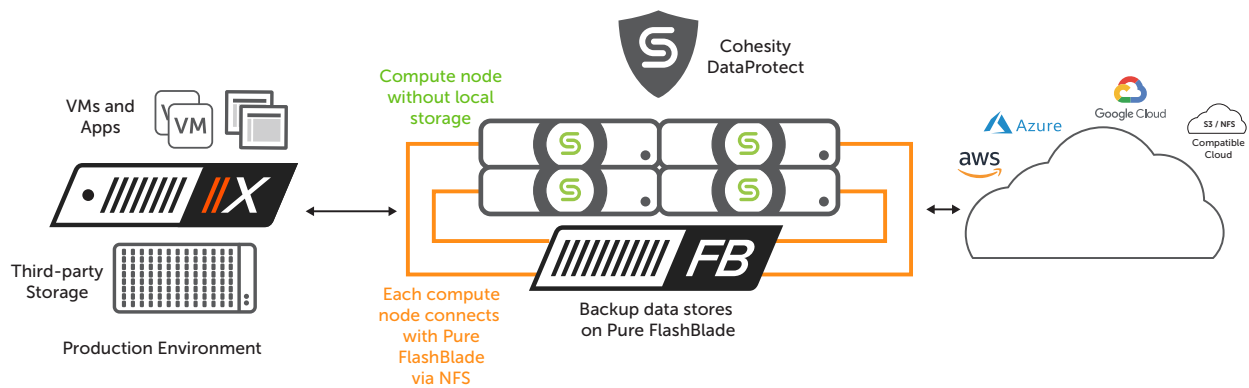 Cohesity
DataProtect
Compute node
without local
storage
VMs and
Apps
V
VM
//X
Third-party
Storage
Production Environment
S
S
S
S
S
FB
Each compute
node connects
with Pure
FlashBlade
via NFS
Backup data stores
on Pure FlashBlade
Azure
Google Cloud
aws
S3 / NFS
Compatible
Cloud